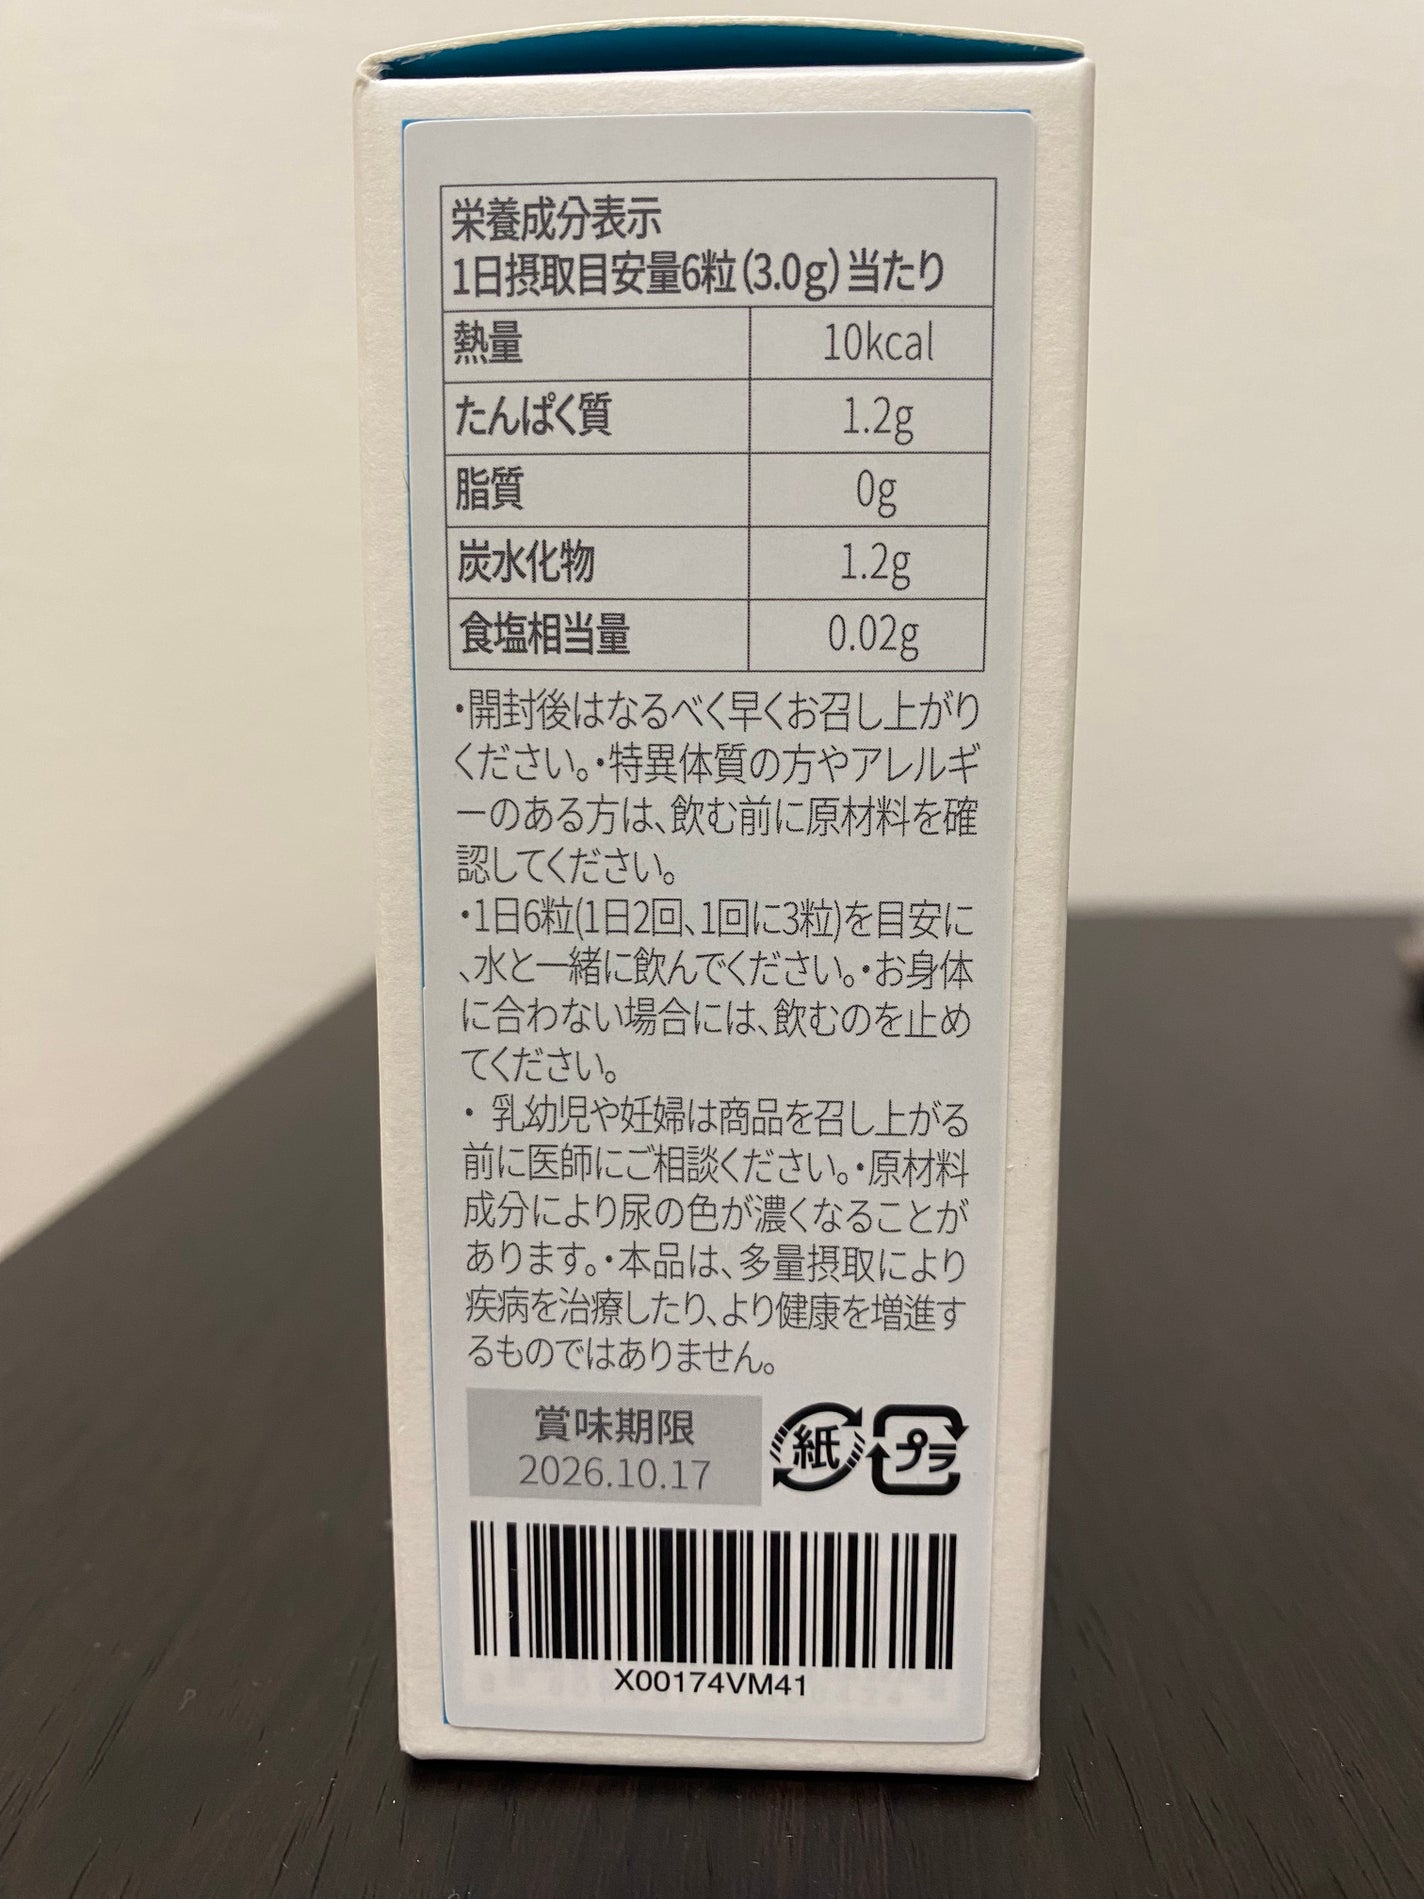 栄養成分表示
1日摂取目安量6粒(3.0g)当たり
熱量 10kcal
たんぱく質 1.2g
脂質 0g
炭水化物 1.2g
食塩相当量 0.02g
・開封後はなるべく早くお召し上がり
ください。・特異体質の方やアレルギ
ーのある方は、飲む前に原材料を確
認してください。
・1日6粒(1日2回、1回に3粒)を目安に
、水と一緒に飲んでください。・お身体
に合わない場合には、飲むのを止め
てください。
・ 乳幼児や妊婦は商品を召し上がる
前に医師にご相談ください。・原材料
成分により尿の色が濃くなることが
あります。・本品は、多量摂取により
疾病を治療したり、より健康を増進す
るものではありません。
賞味期限
2026.10.17
紙 プラ
X00174VM41